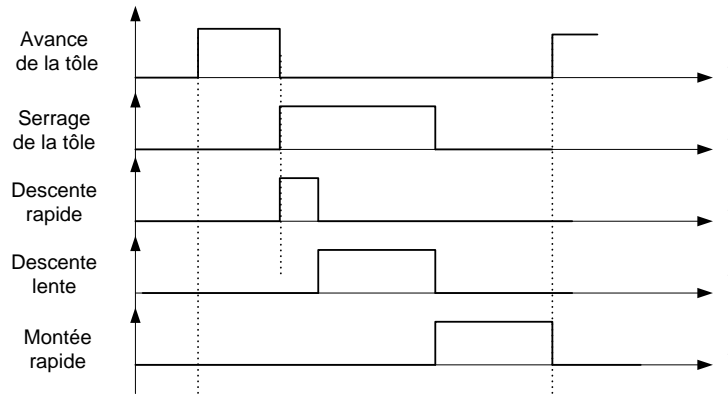 Avance
de la tôle
Serrage
de la tôle
Descente
rapide
Descente
lente
Montée
rapide